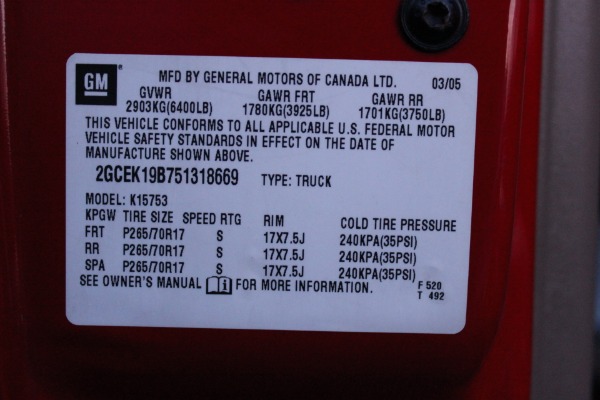 GM MFD BY GENERAL MOTORS OF CANADA LTD. 03/05
GVWR GAWR FRT GAWR RR
2903KG(6400LB) 1780KG(3925LB) 1701KG(3750LB)
THIS VEHICLE CONFORMS TO ALL APPLICABLE U.S. FEDERAL MOTOR
VEHICLE SAFETY STANDARDS IN EFFECT ON THE DATE OF
MANUFACTURE SHOWN ABOVE.
2GCEK19B751318669 TYPE: TRUCK
MODEL: K15753
KPGW TIRE SIZE SPEED RTG RIM COLD TIRE PRESSURE
FRT P265/70R17 S 17X7.5J 240KPA(35PSI)
RR P265/70R17 S 17X7.5J 240KPA(35PSI)
SPA P265/70R17 S 17X7.5J 240KPA(35PSI)
SEE OWNER'S MANUAL i FOR MORE INFORMATION. F 520
T 492